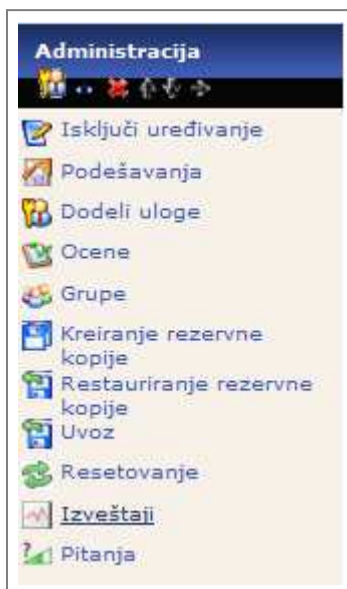 Administracija
Isključi uređivanje
Podešavanja
Dodeli uloge
Ocene
Grupe
Kreiranje rezervne
kopije
Restauriranje rezervne
kopije
Uvoz
Resetovanje
Izveštaji
Pitanja